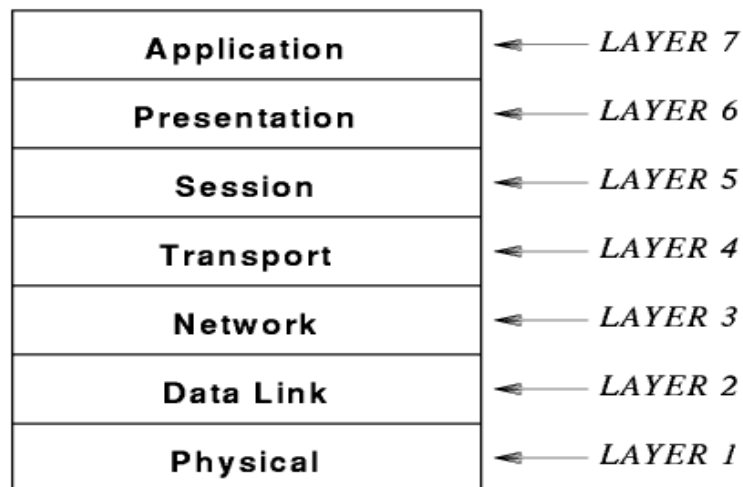 Application LAYER 7
Presentation LAYER 6
Session LAYER 5
Transport LAYER 4
Network LAYER 3
Data Link LAYER 2
Physical LAYER 1